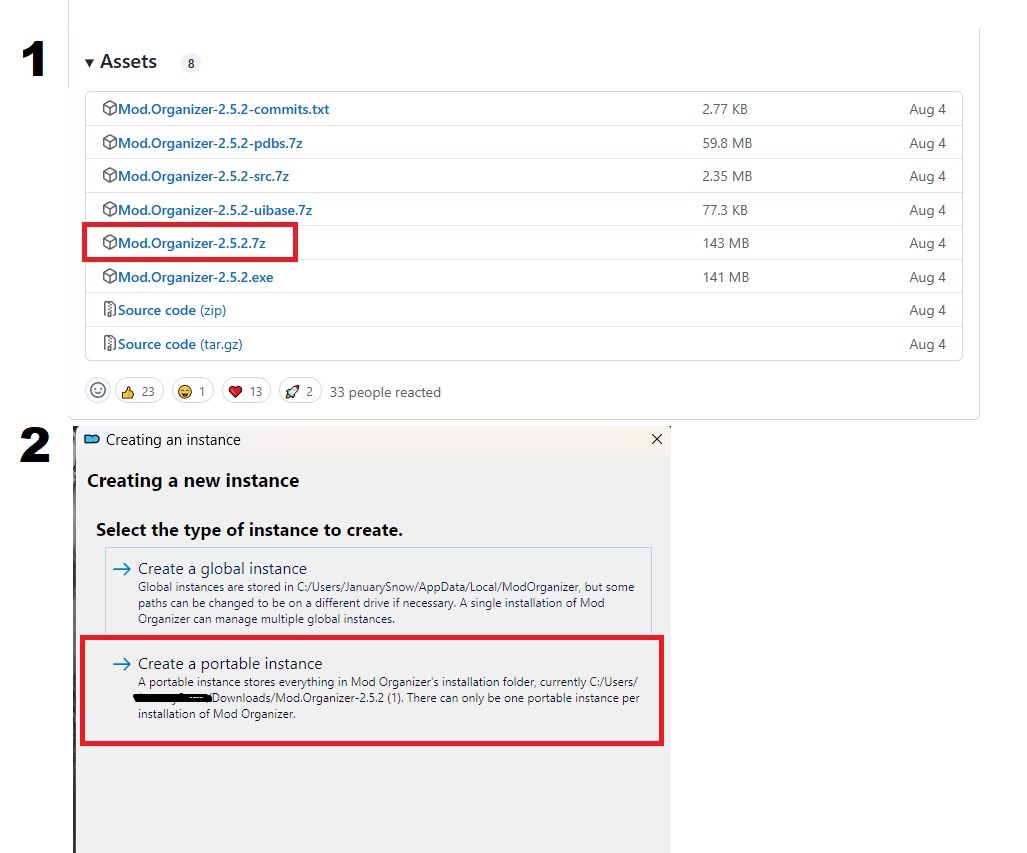 1
Assets 8
Mod.Organizer-2.5.2-commits.txt 2.77 KB Aug 4
Mod.Organizer-2.5.2-pdbs.7z 59.8 MB Aug 4
Mod.Organizer-2.5.2-src.7z 2.35 MB Aug 4
Mod.Organizer-2.5.2-uibase.7z 77.3 KB Aug 4
Mod.Organizer-2.5.2.7z 143 MB Aug 4
Mod.Organizer-2.5.2.exe 141 MB Aug 4
Source code (zip) Aug 4
Source code (tar.gz) Aug 4
23 1 13 2 33 people reacted
2
Creating an instance
Creating a new instance
Select the type of instance to create.
Create a global instance
Global instances are stored in C:/Users/JanuarySnow/AppData/Local/ModOrganizer, but some
paths can be changed to be on a different drive if necessary. A single installation of Mod
Organizer can manage multiple global instances.
Create a portable instance
A portable instance stores everything in Mod Organizer's installation folder, currently C:/Users/
/Downloads/Mod.Organizer-2.5.2 (1). There can only be one portable instance per
installation of Mod Organizer.